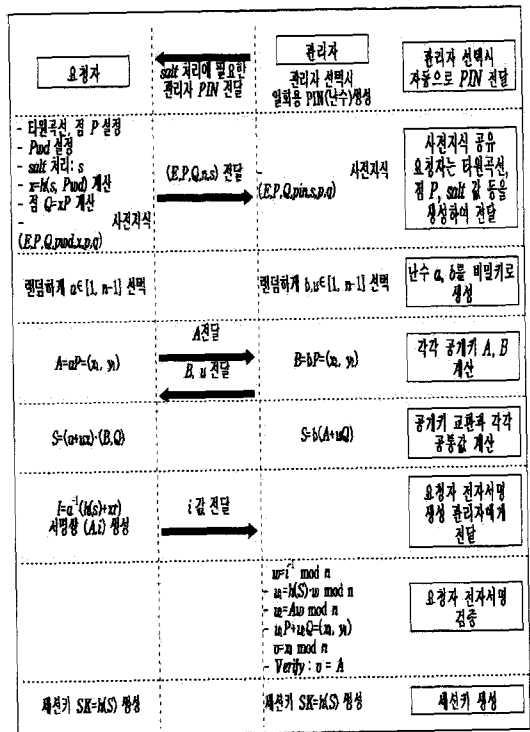 요청자
salt 처리에 필요한
관리자 PIN 전달
관리자
관리자 선택시
일회용 PIN(난수)생성
관리자 선택시
자동으로 PIN 전달
- 타원곡선, 점 P 설정
- Pwd 설정
- salt 처리: s
- x=h(s, Pwd) 계산
- 점 Q=xP 계산
- 사전지식
(E,P,Q,pwd,x,p,q)
(E,P,Q,n,s) 전달
- 사전지식
(E,P,Q,pin,s,p,q)
사전지식 공유
요청자는 타원곡선,
점 P, salt 값 등을
생성하여 전달
랜덤하게 a∈[1, n-1] 선택
랜덤하게 b,u∈[1, n-1] 선택
난수 a, b를 비밀키로
생성
A=aP=(x₁, y₁)
A전달
B, u 전달
B=bP=(x₂, y₂)
각각 공개키 A, B
계산
S=(a+ux)·(B,Q)
S=b(A+uQ)
공개키 교환과 각각
공통값 계산
I=a⁻¹(h(s)+xr)
서명쌍 (A,i) 생성
i 값 전달
요청자 전자서명
생성 관리자에게
전달
- w=i⁻¹ mod n
- u₁=h(S)·w mod n
- u₂=Aw mod n
- u₁P+u₂Q=(x₁, y₁)
- v=x₁ mod n
- Verify : v = A
요청자 전자서명
검증
세션키 SK=h(S) 생성
세션키 SK=h(S) 생성
세션키 생성